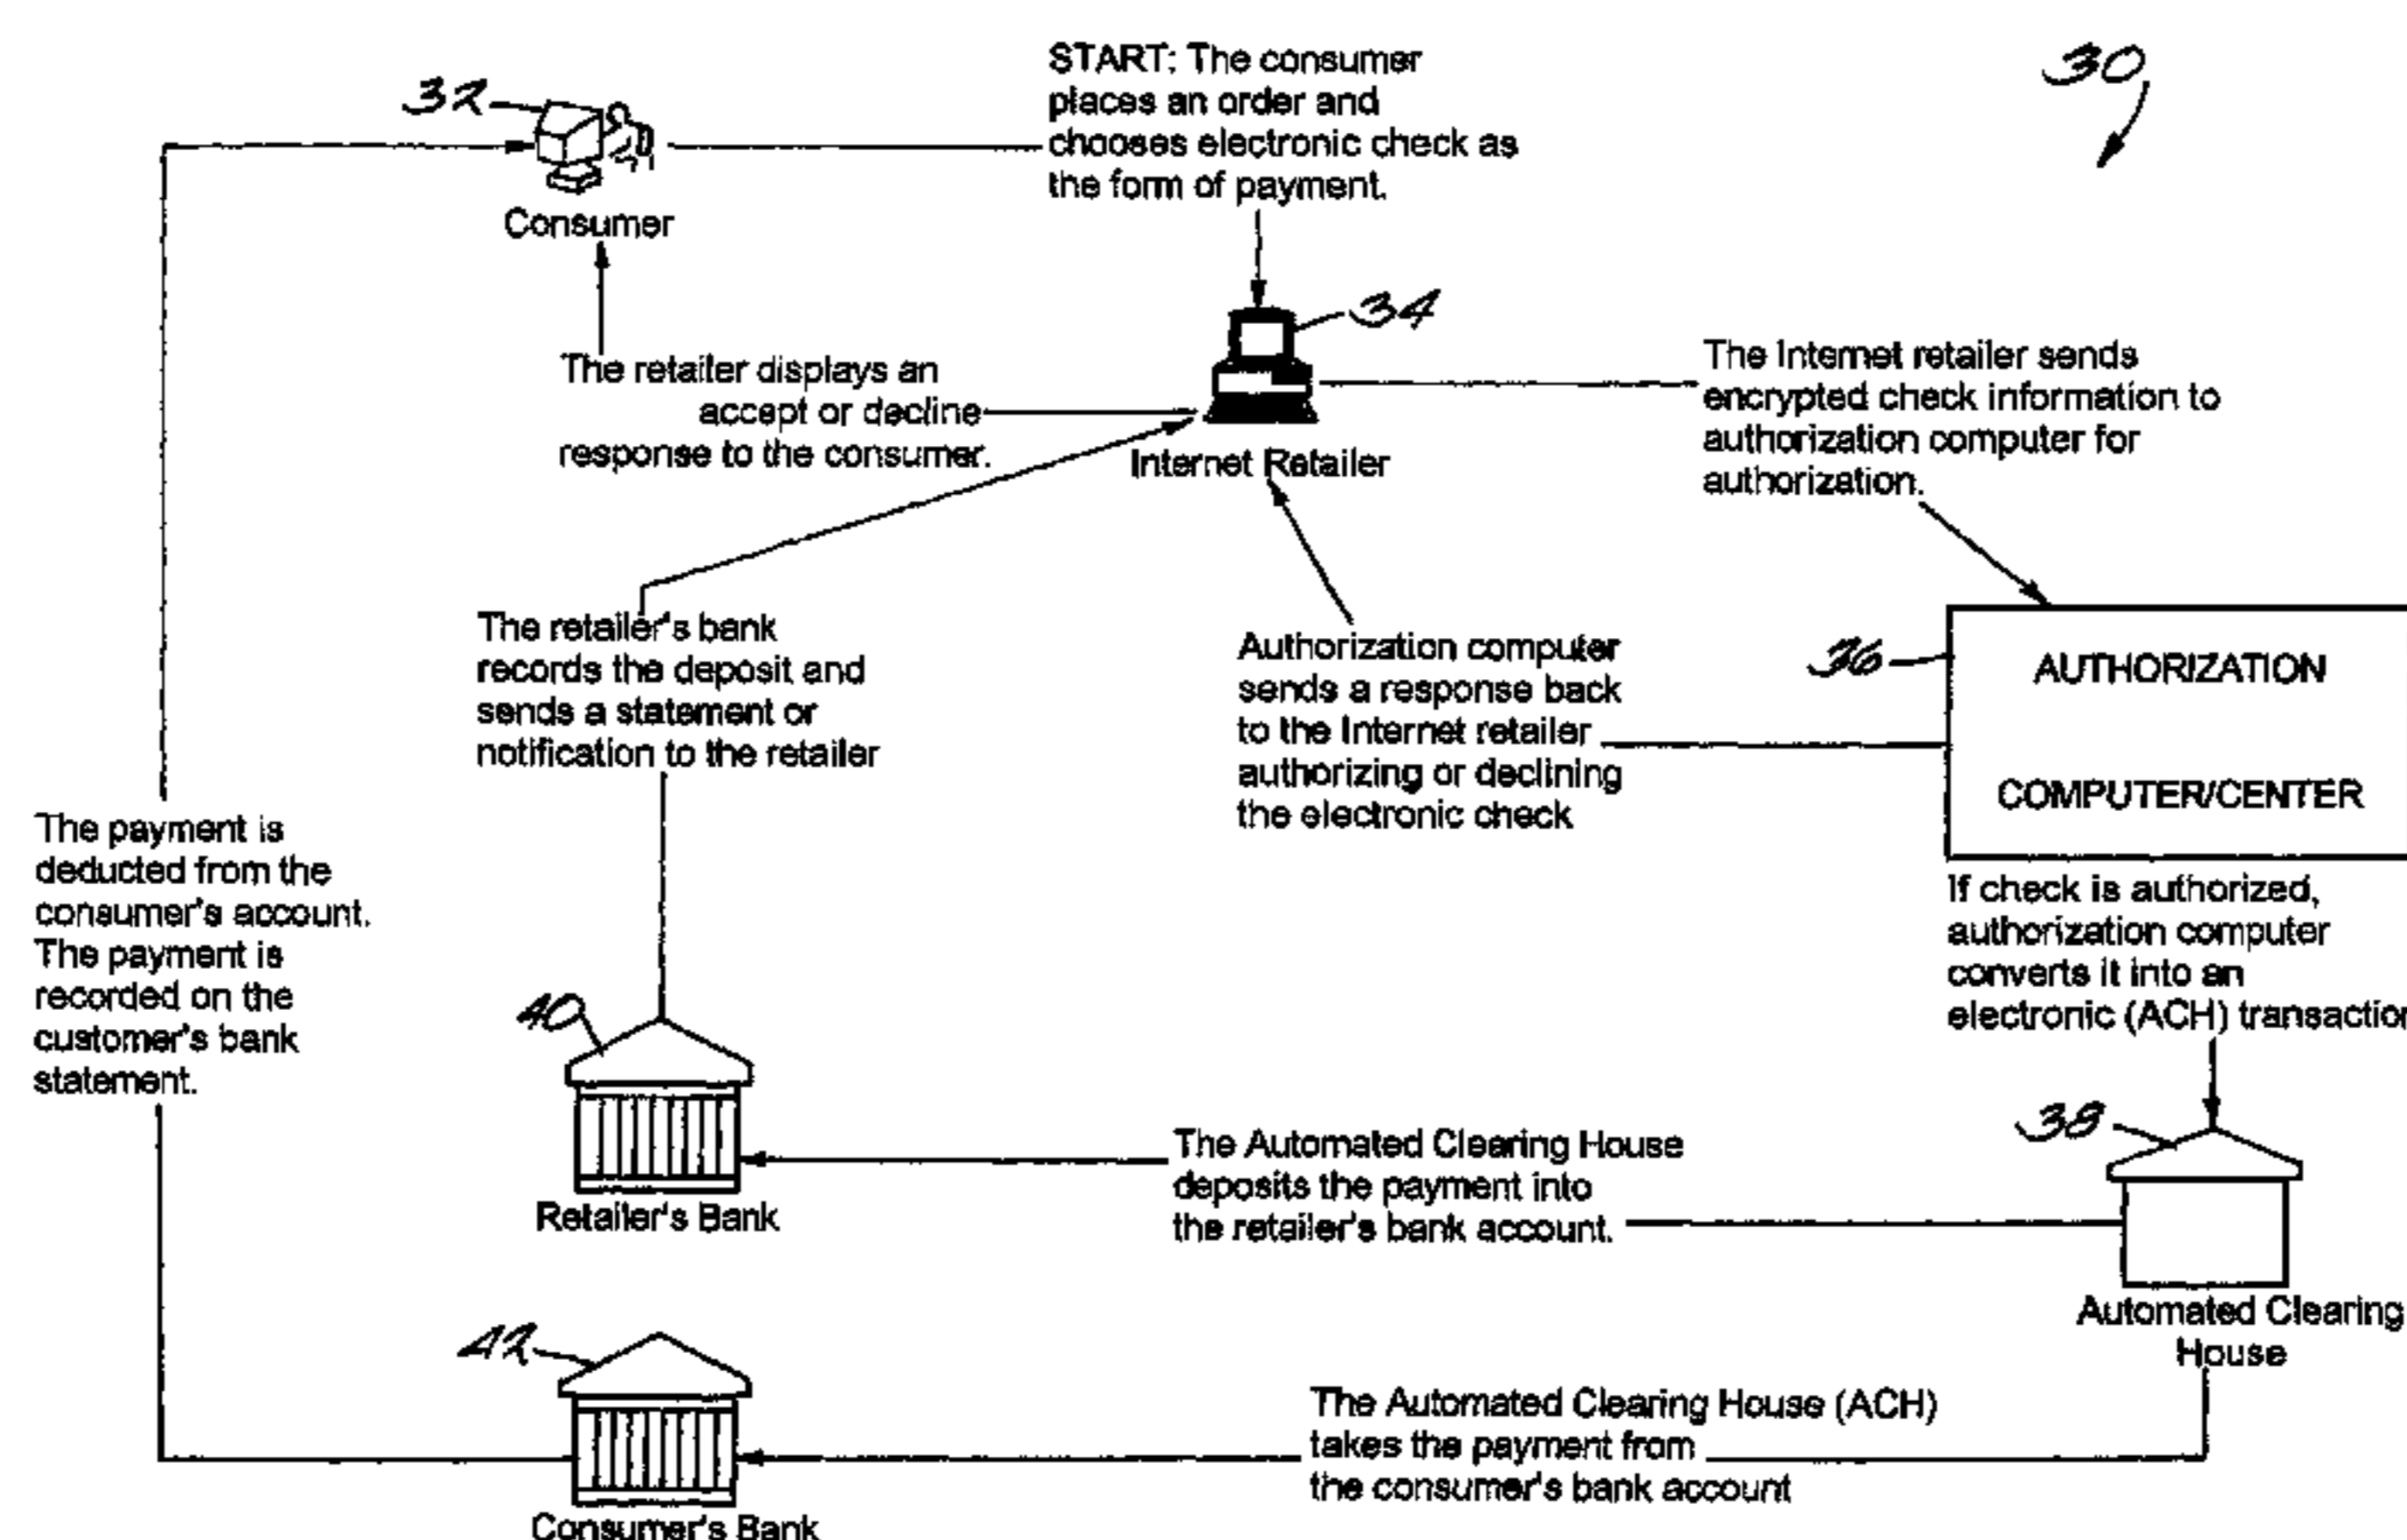 30
32
START: The consumer
places an order and
chooses electronic check as
the form of payment.
Consumer
34
The retailer displays an
accept or decline
response to the consumer.
Internet Retailer
The Internet retailer sends
encrypted check information to
authorization computer for
authorization.
The retailer's bank
records the deposit and
sends a statement or
notification to the retailer
Authorization computer
sends a response back
to the Internet retailer
authorizing or declining
the electronic check
36
AUTHORIZATION
COMPUTER/CENTER
The payment is
deducted from the
consumer's account.
The payment is
recorded on the
customer's bank
statement.
If check is authorized,
authorization computer
converts it into an
electronic (ACH) transaction
40
Retailer's Bank
The Automated Clearing House
deposits the payment into
the retailer's bank account.
38
Automated Clearing
House
42
Consumer's Bank
The Automated Clearing House (ACH)
takes the payment from
the consumer's bank account